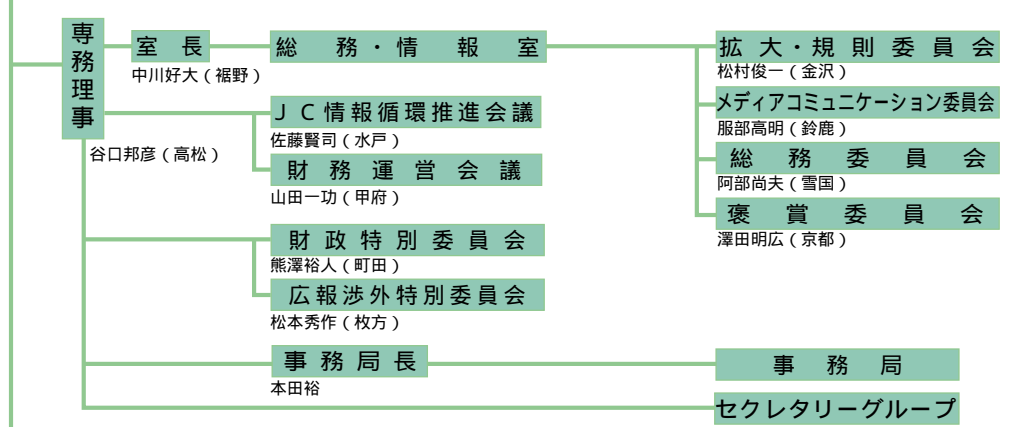 専務理事
谷口邦彦（高松）
室長
中川好大（裾野）
総務・情報室
拡大・規則委員会
松村俊一（金沢）
メディアコミュニケーション委員会
服部高明（鈴鹿）
総務委員会
阿部尚夫（雪国）
褒賞委員会
澤田明広（京都）
ＪＣ情報循環推進会議
佐藤賢司（水戸）
財務運営会議
山田一功（甲府）
財政特別委員会
熊澤裕人（町田）
広報渉外特別委員会
松本秀作（枚方）
事務局長
本田裕
事務局
セクレタリーグループ